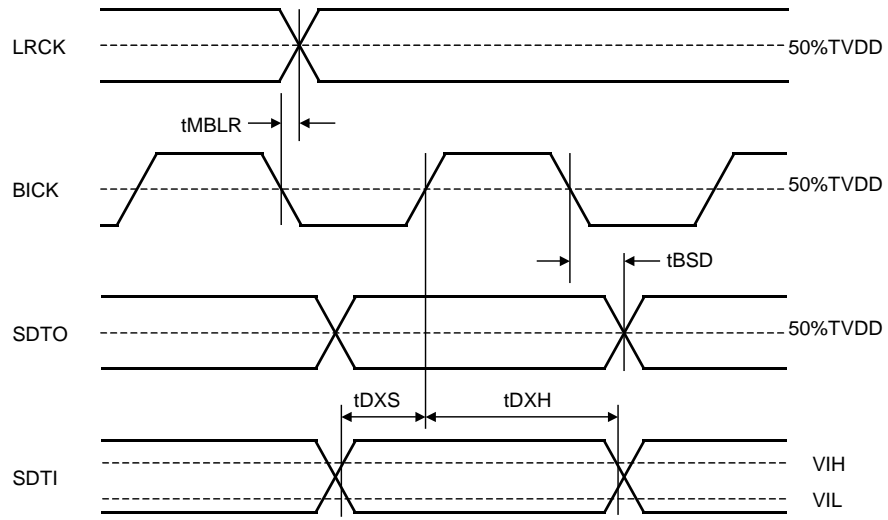 LRCK
50%TVDD
tMBLR
BICK
50%TVDD
tBSD
SDTO
50%TVDD
tDXS
tDXH
SDTI
VIH
VIL